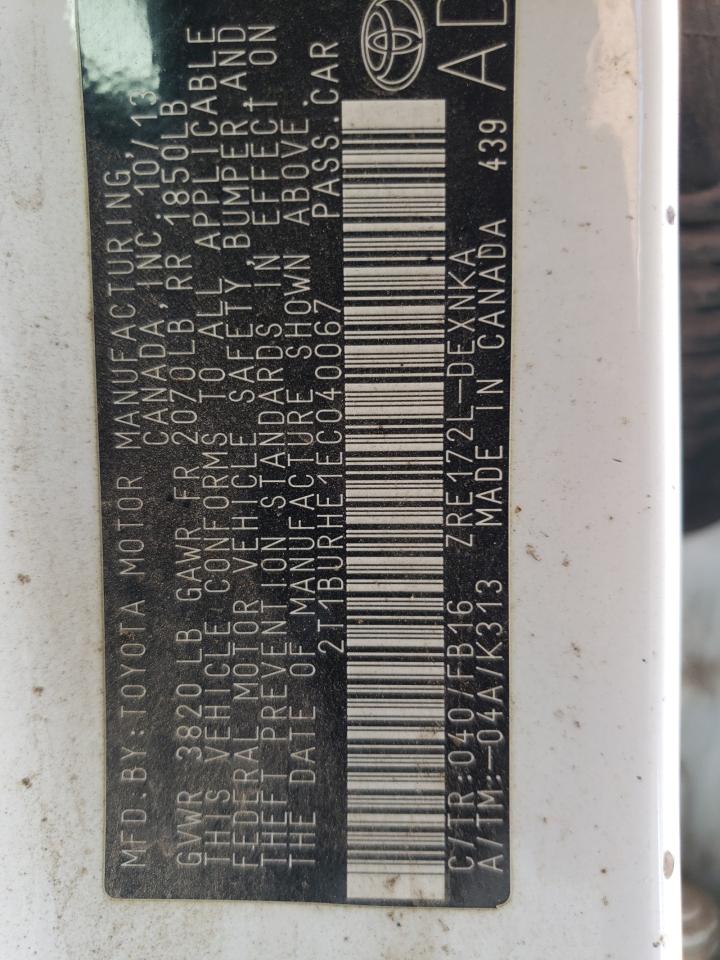 MFD.BY:TOYOTA MOTOR MANUFACTURING,
CANADA, INC. 10/13
GVWR 3820LB GAWR FR 2070LB RR 1850LB
THIS VEHICLE CONFORMS TO ALL APPLICABLE
FEDERAL MOTOR VEHICLE SAFETY, BUMPER, AND
THEFT PREVENTION STANDARDS IN EFFECT ON
THE DATE OF MANUFACTURE SHOWN ABOVE.
2T1BURHE1EC040067 PASS.CAR
C/TR:040/FB16 ZRE172L-DEXNKA
A/TM:-04A/K313 MADE IN CANADA 439